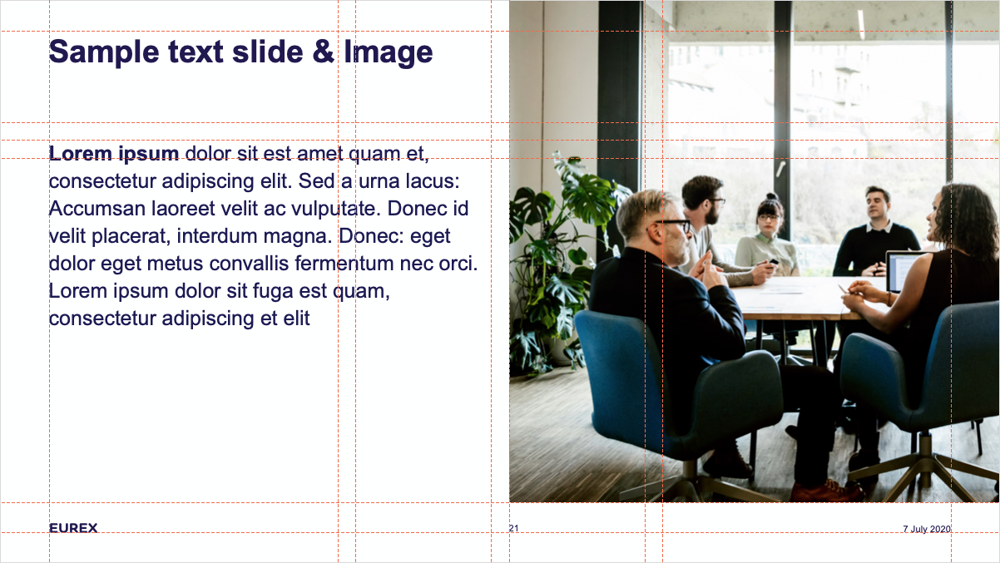 Sample text slide & Image
Lorem ipsum dolor sit est amet quam et,
consectetur adipiscing elit. Sed a urna lacus:
Accumsan laoreet velit ac vulputate. Donec id
velit placerat, interdum magna. Donec: eget
dolor eget metus convallis fermentum nec orci.
Lorem ipsum dolor sit fuga est quam,
consectetur adipiscing et elit
EUREX
21
7 July 2020